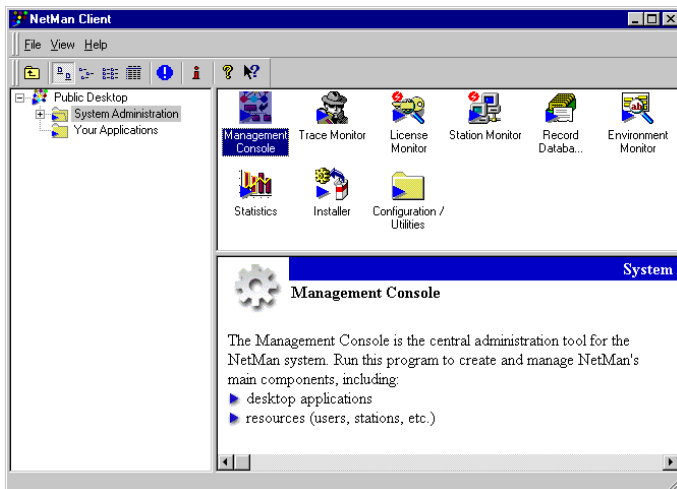 NetMan Client
File View Help
Public Desktop
System Administration
Your Applications
Management
Console
Trace Monitor
License
Monitor
Station Monitor
Record
Databa...
Environment
Monitor
Statistics
Installer
Configuration /
Utilities
System
Management Console
The Management Console is the central administration tool for the
NetMan system. Run this program to create and manage NetMan's
main components, including:
desktop applications
resources (users, stations, etc.)